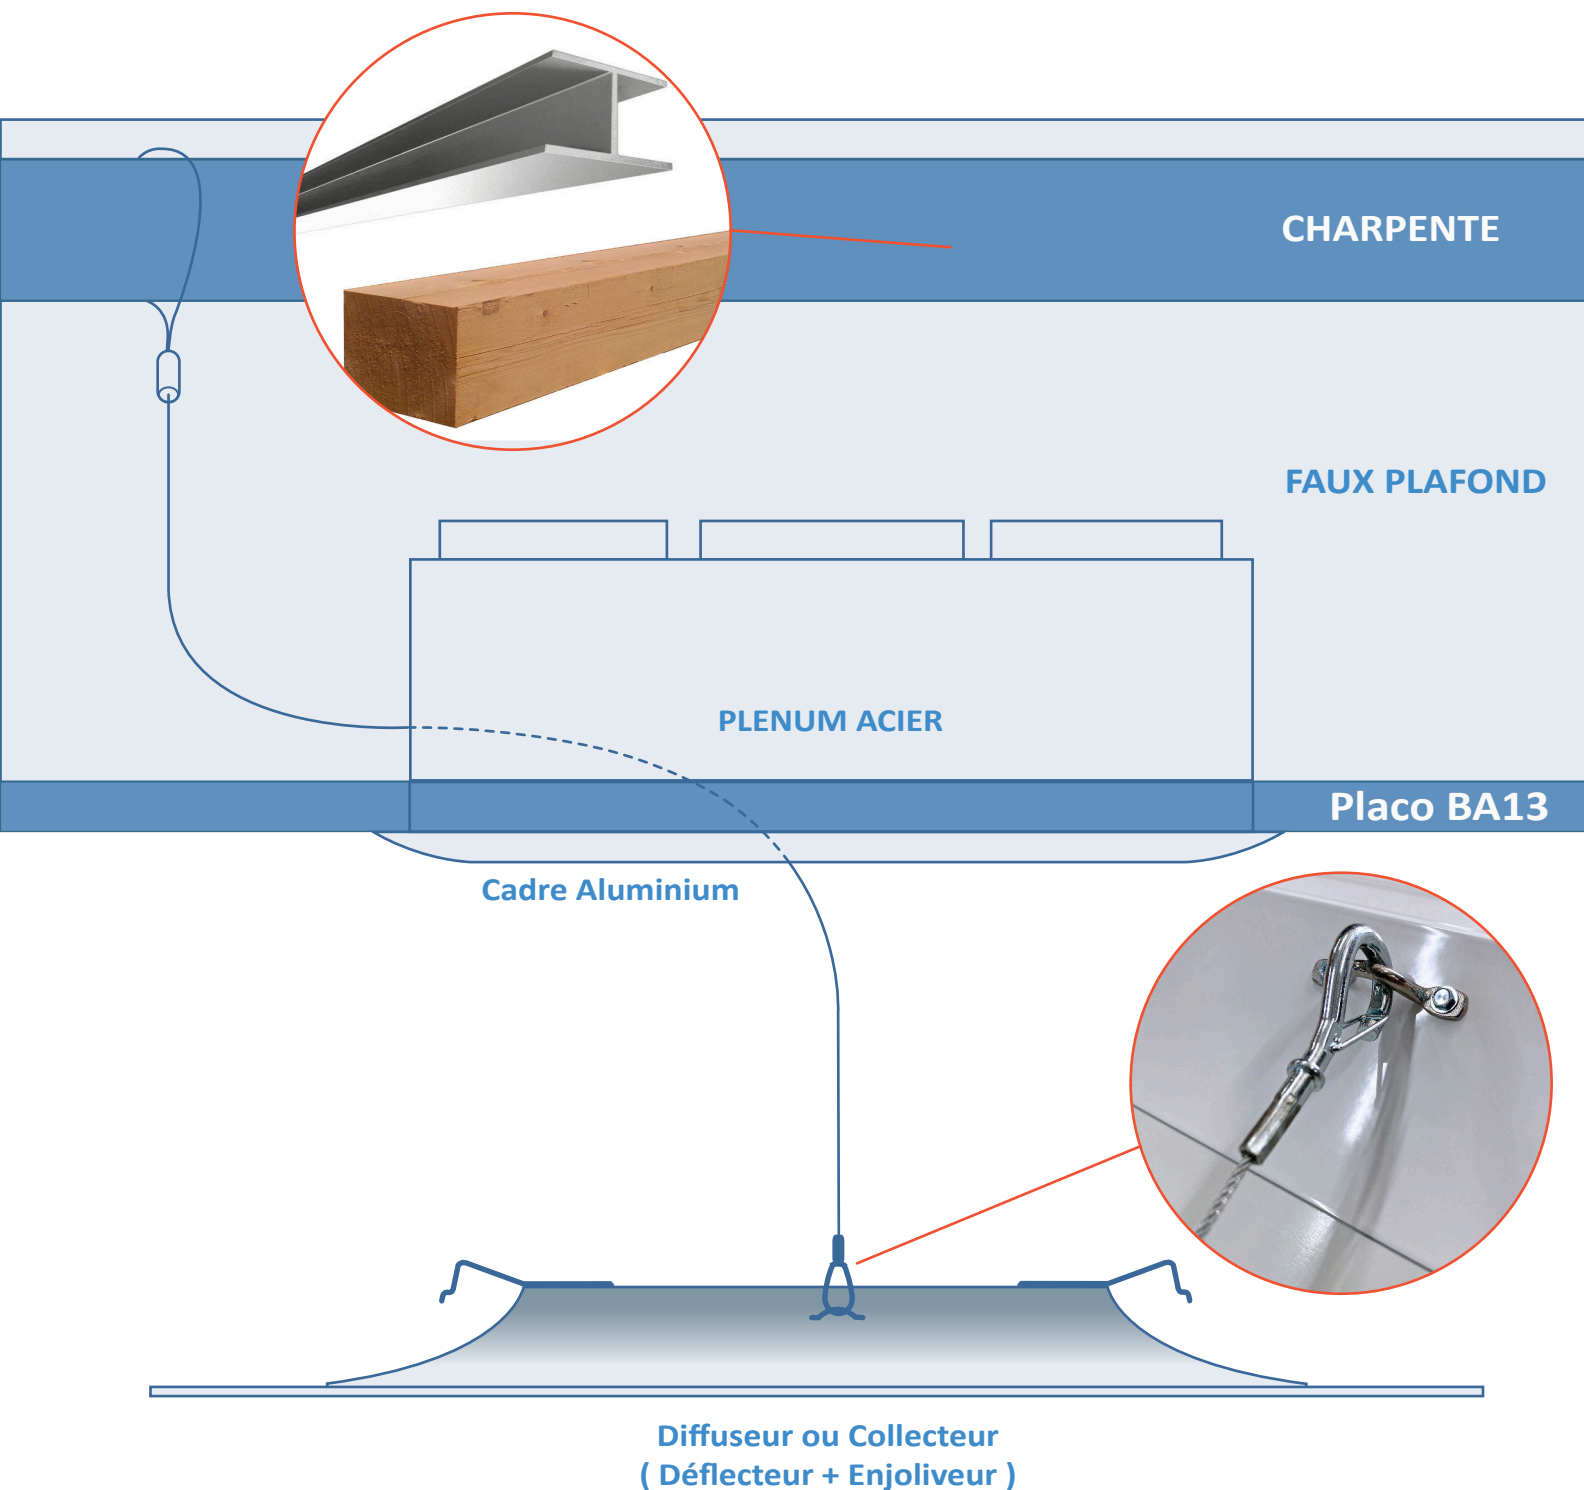 CHARPENTE
FAUX PLAFOND
PLENUM ACIER
Placo BA13
Cadre Aluminium
Diffuseur ou Collecteur
( Déflecteur + Enjoliveur )